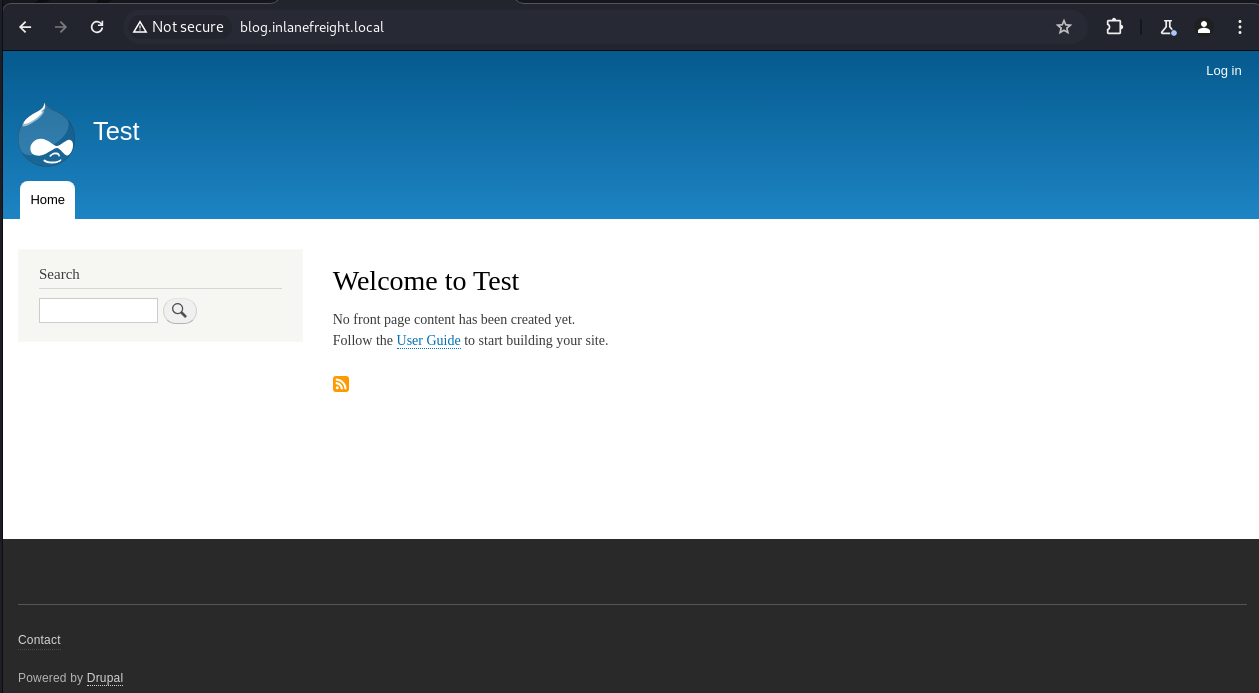 Not secure blog.inlanefreight.local
Log in
Test
Home
Search
Welcome to Test
No front page content has been created yet.
Follow the User Guide to start building your site.
Contact
Powered by Drupal